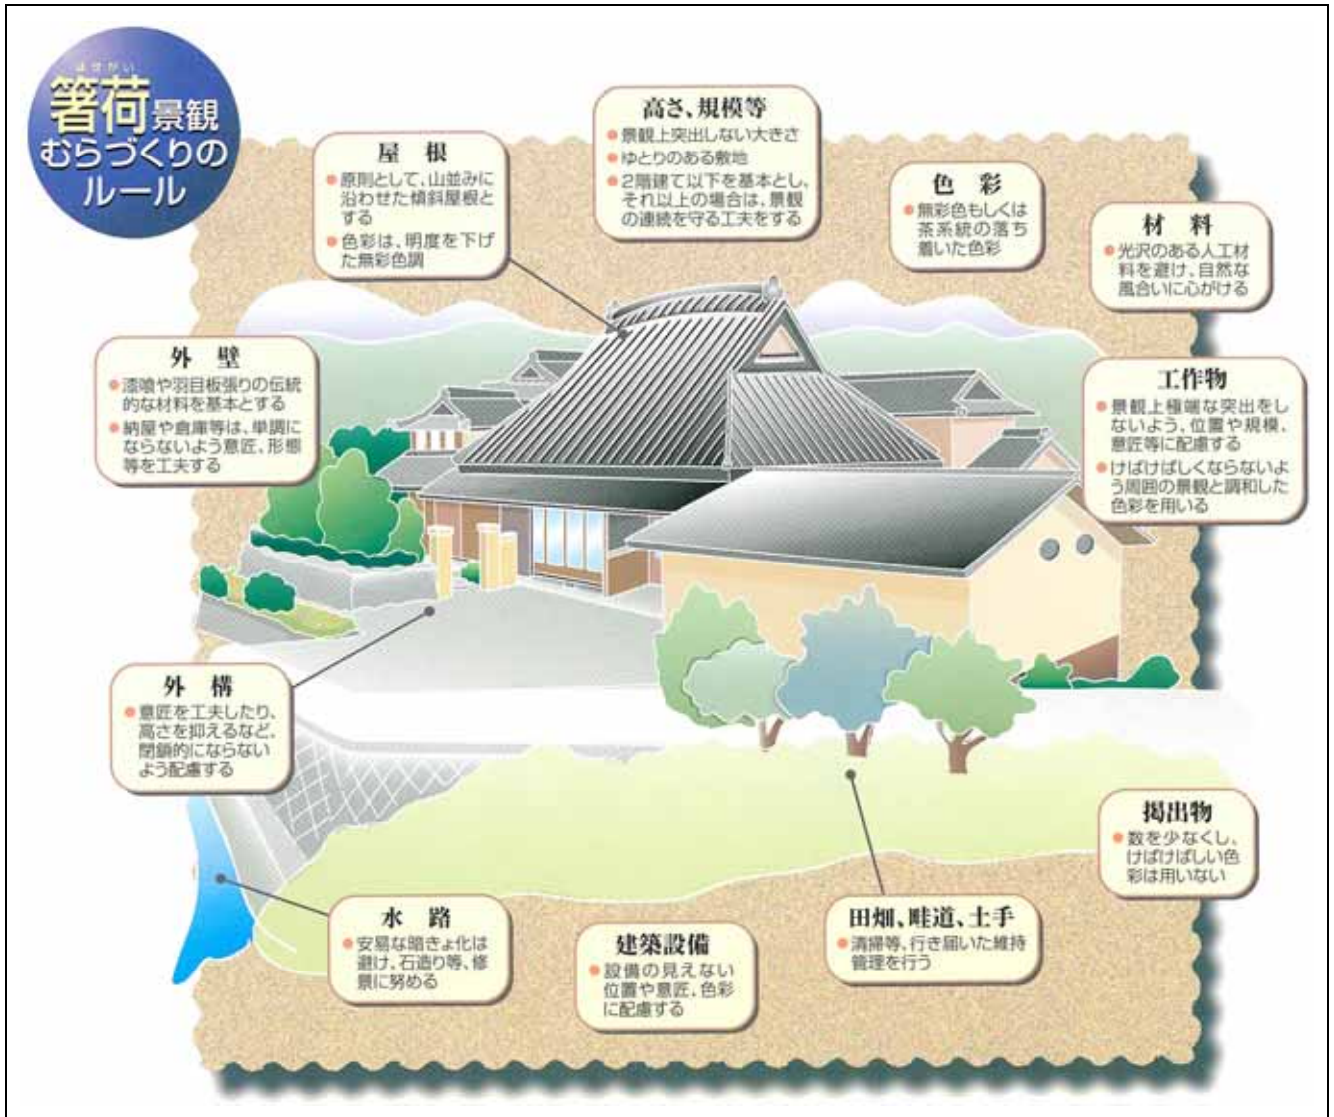 はせがい
箸荷景観
むらづくりの
ルール
高さ、規模等
●景観上突出しない大きさ
●ゆとりのある敷地
●2階建て以下を基本とし、
それ以上の場合は、景観
の連続を守る工夫をする
屋 根
●原則として、山並みに
沿わせた傾斜屋根と
する
●色彩は、明度を下げ
た無彩色調
色 彩
●無彩色もしくは
茶系統の落ち
着いた色彩
材 料
●光沢のある人工材
料を避け、自然な
風合いに心がける
外 壁
●漆喰や羽目板張りの伝統
的な材料を基本とする
●納屋や倉庫等は、単調に
ならないよう意匠、形態
等を工夫する
工作物
●景観上極端な突出をし
ないよう、位置や規模、
意匠等に配慮する
●けばけばしくならないよ
う周囲の景観と調和した
色彩を用いる
外 構
●意匠を工夫したり、
高さを抑えるなど、
閉鎖的にならない
よう配慮する
掲出物
●数を少なくし、
けばけばしい色
彩は用いない
水 路
●安易な暗きょ化は
避け、石造り等、修
景に努める
建築設備
●設備の見えない
位置や意匠、色彩
に配慮する
田畑、畦道、土手
●清掃等、行き届いた維持
管理を行う